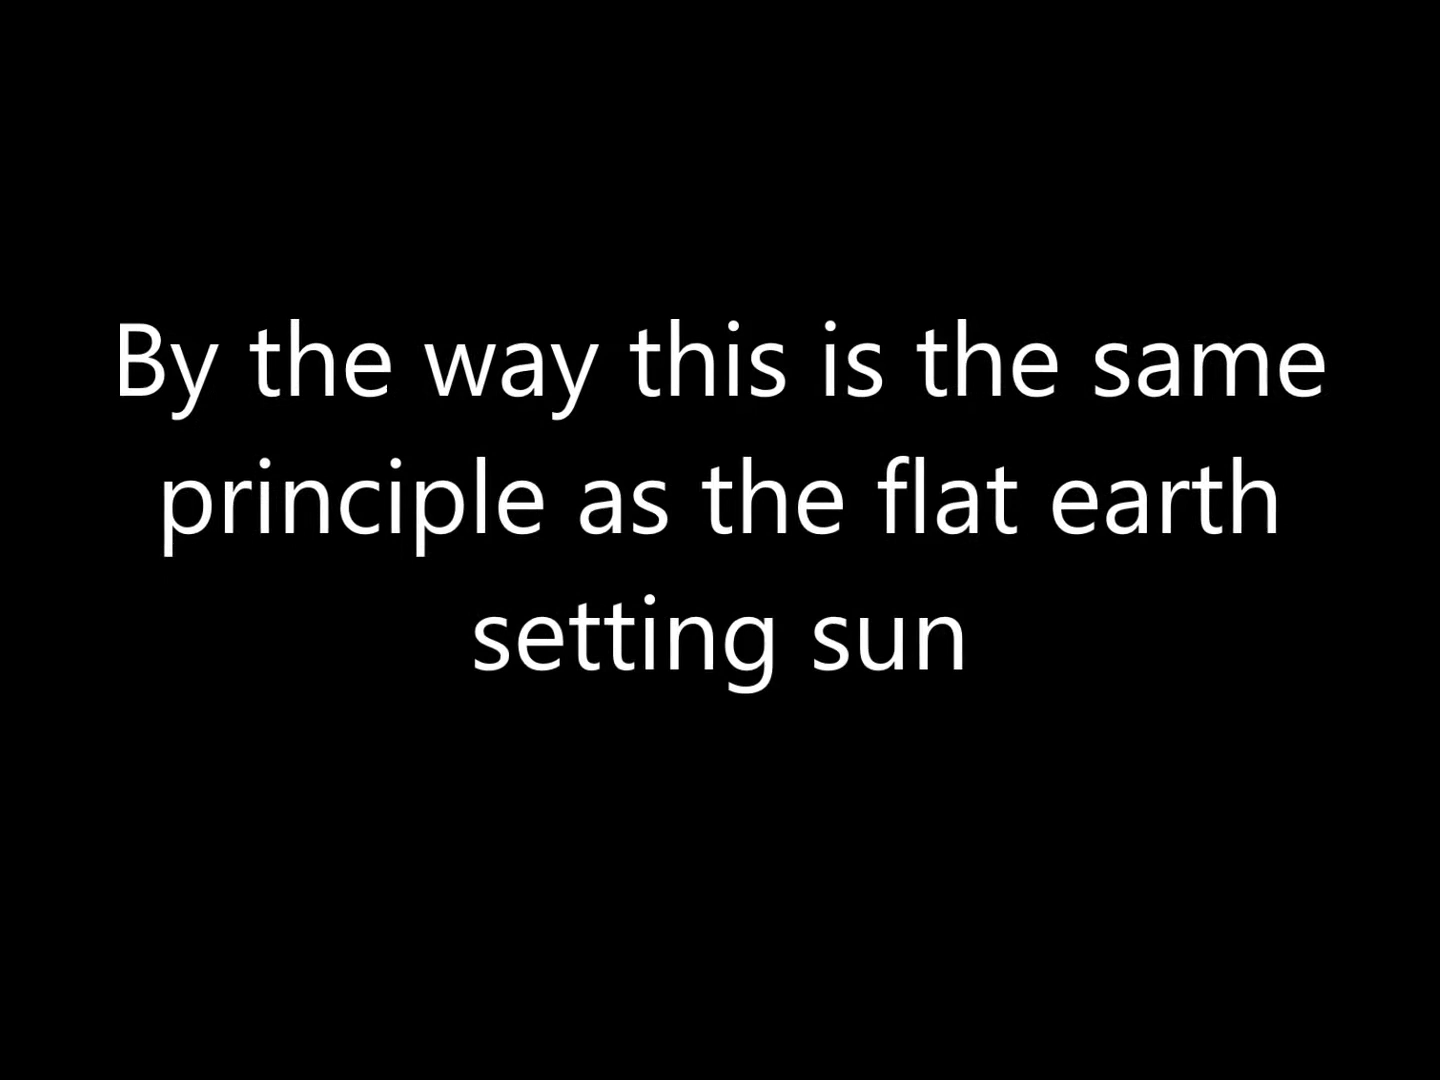 By the way this is the same
principle as the flat earth
setting sun